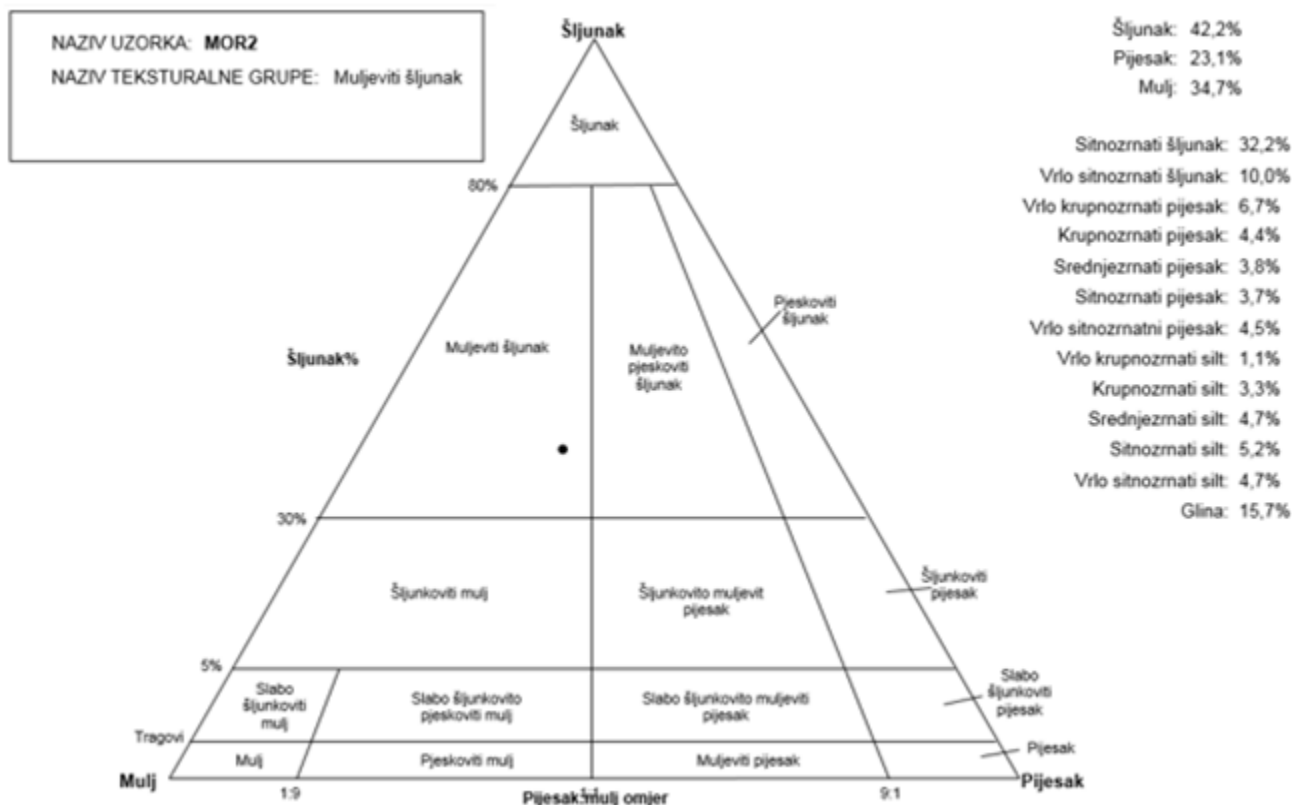 NAZIV UZORKA: MOR2
NAZIV TEKSTURALNE GRUPE: Muljeviti šljunak
Šljunak
Šljunak: 42,2%
Pijesak: 23,1%
Mulj: 34,7%
Sitnozrnati šljunak: 32,2%
Vrlo sitnozrnati šljunak: 10,0%
Vrlo krupnozrnati pijesak: 6,7%
Krupnozrnati pijesak: 4,4%
Srednjezrnati pijesak: 3,8%
Sitnozrnati pijesak: 3,7%
Vrlo sitnozrnatni pijesak: 4,5%
Vrlo krupnozrnati silt: 1,1%
Krupnozrnati silt: 3,3%
Srednjezrnati silt: 4,7%
Sitnozrnati silt: 5,2%
Vrlo sitnozrnati silt: 4,7%
Glina: 15,7%
Šljunak
80%
Pjeskoviti
šljunak
Muljeviti šljunak
Muljevito
pjeskoviti
šljunak
Šljunak%
30%
Šljunkoviti mulj
Šljunkovito muljevit
pijesak
Šljunkoviti
pijesak
5%
Slabo
šljunkoviti
mulj
Slabo šljunkovito
pjeskoviti mulj
Slabo šljunkovito muljeviti
pijesak
Slabo
šljunkoviti
pijesak
Tragovi
Mulj
Pjeskoviti mulj
Muljeviti pijesak
Pijesak
Mulj
Pijesak
1:9
9:1
Pijesak:mulj omjer